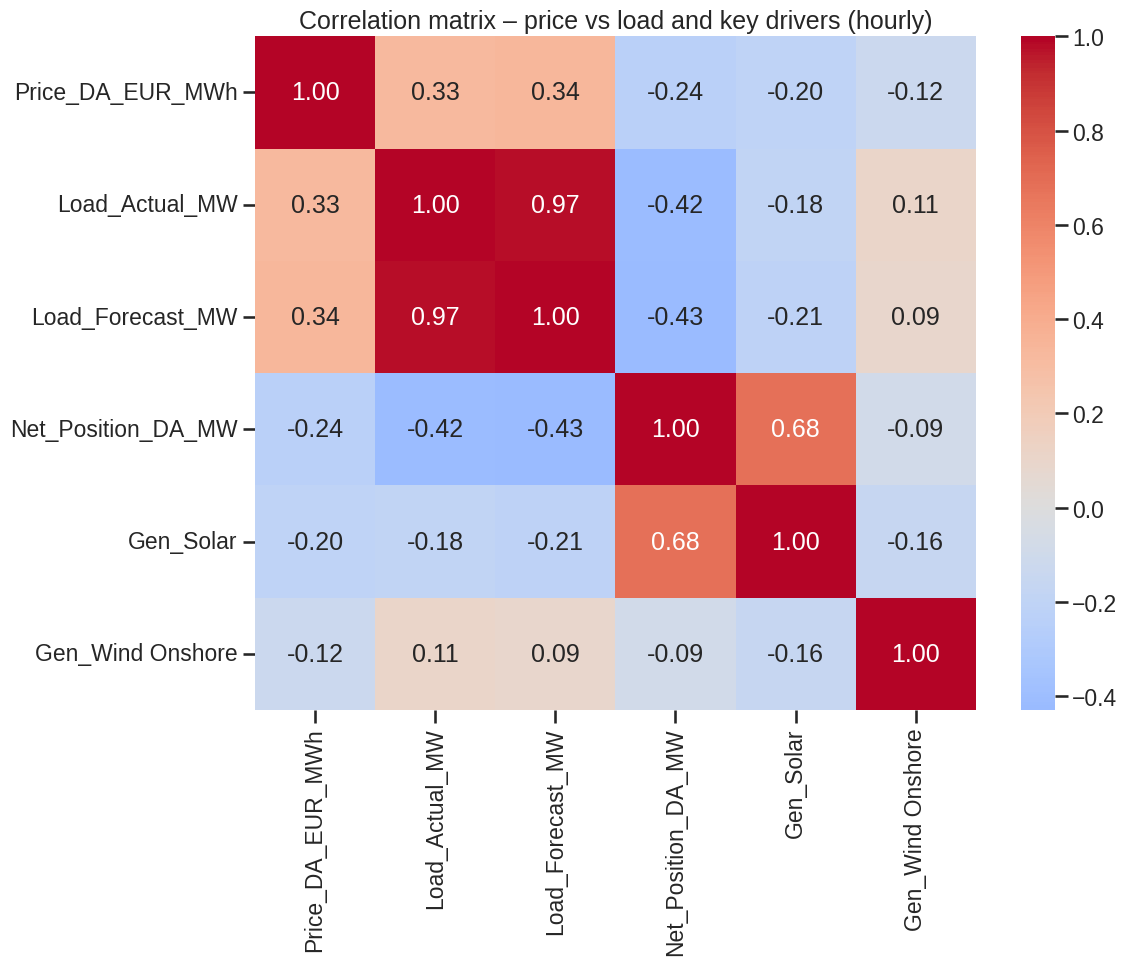 Correlation matrix – price vs load and key drivers (hourly)
Price_DA_EUR_MWh 1.00 0.33 0.34 -0.24 -0.20 -0.12
Load_Actual_MW 0.33 1.00 0.97 -0.42 -0.18 0.11
Load_Forecast_MW 0.34 0.97 1.00 -0.43 -0.21 0.09
Net_Position_DA_MW -0.24 -0.42 -0.43 1.00 0.68 -0.09
Gen_Solar -0.20 -0.18 -0.21 0.68 1.00 -0.16
Gen_Wind Onshore -0.12 0.11 0.09 -0.09 -0.16 1.00
Price_DA_EUR_MWh
Load_Actual_MW
Load_Forecast_MW
Net_Position_DA_MW
Gen_Solar
Gen_Wind Onshore
1.0
0.8
0.6
0.4
0.2
0.0
−0.2
−0.4